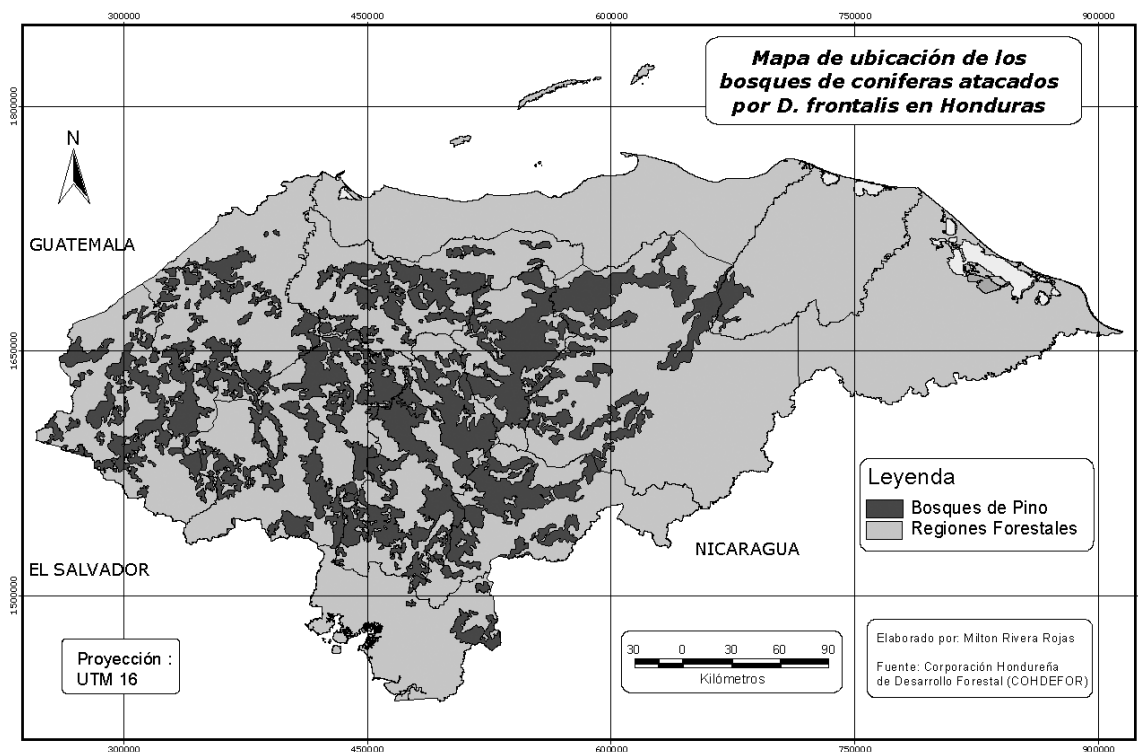 300000
450000
600000
750000
900000
Mapa de ubicación de los
bosques de coniferas atacados
por D. frontalis en Honduras
1800000
N
GUATEMALA
1650000
1650000
Leyenda
Bosques de Pino
Regiones Forestales
NICARAGUA
EL SALVADOR
1500000
1500000
1800000
Proyección :
UTM 16
30 0 30 60 90
Kilómetros
Elaborado por: Milton Rivera Rojas
Fuente: Corporación Hondureña
de Desarrollo Forestal (COHDEFOR)
300000
450000
600000
750000
900000